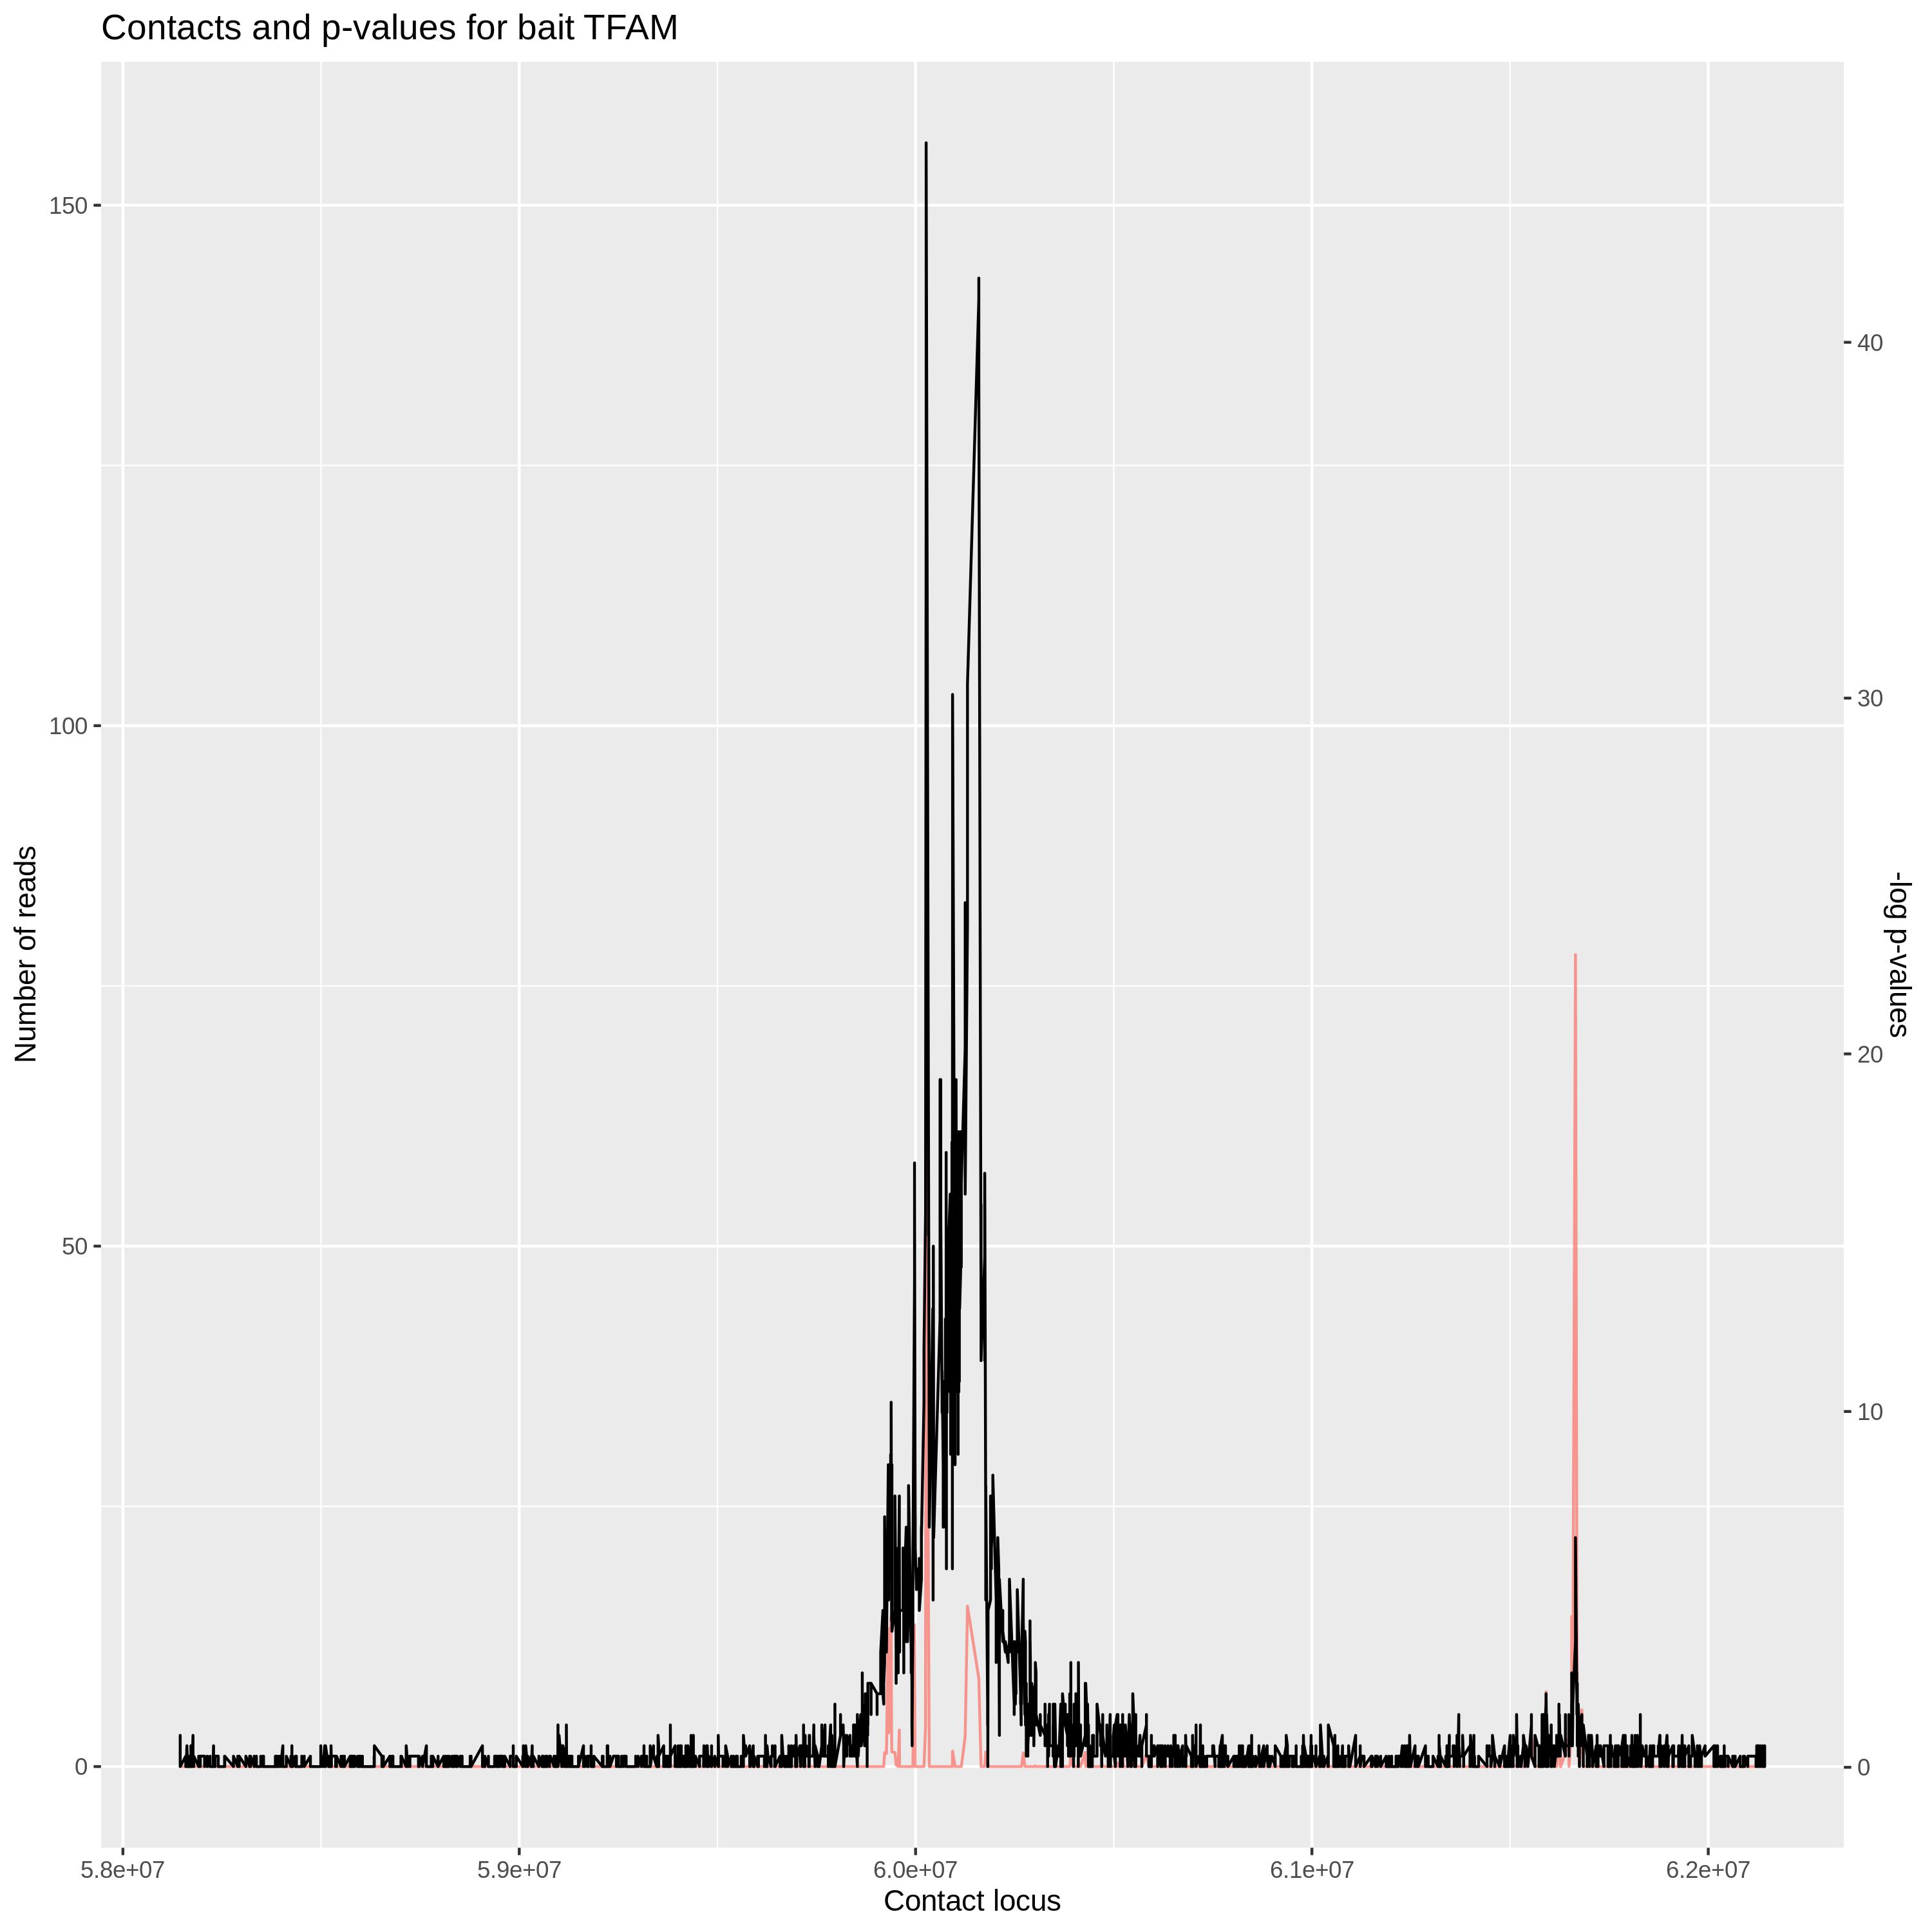 Contacts and p-values for bait TFAM
150
100
50
0
Number of reads
40
30
20
10
0
-log p-values
5.8e+07
5.9e+07
6.0e+07
6.1e+07
6.2e+07
Contact locus